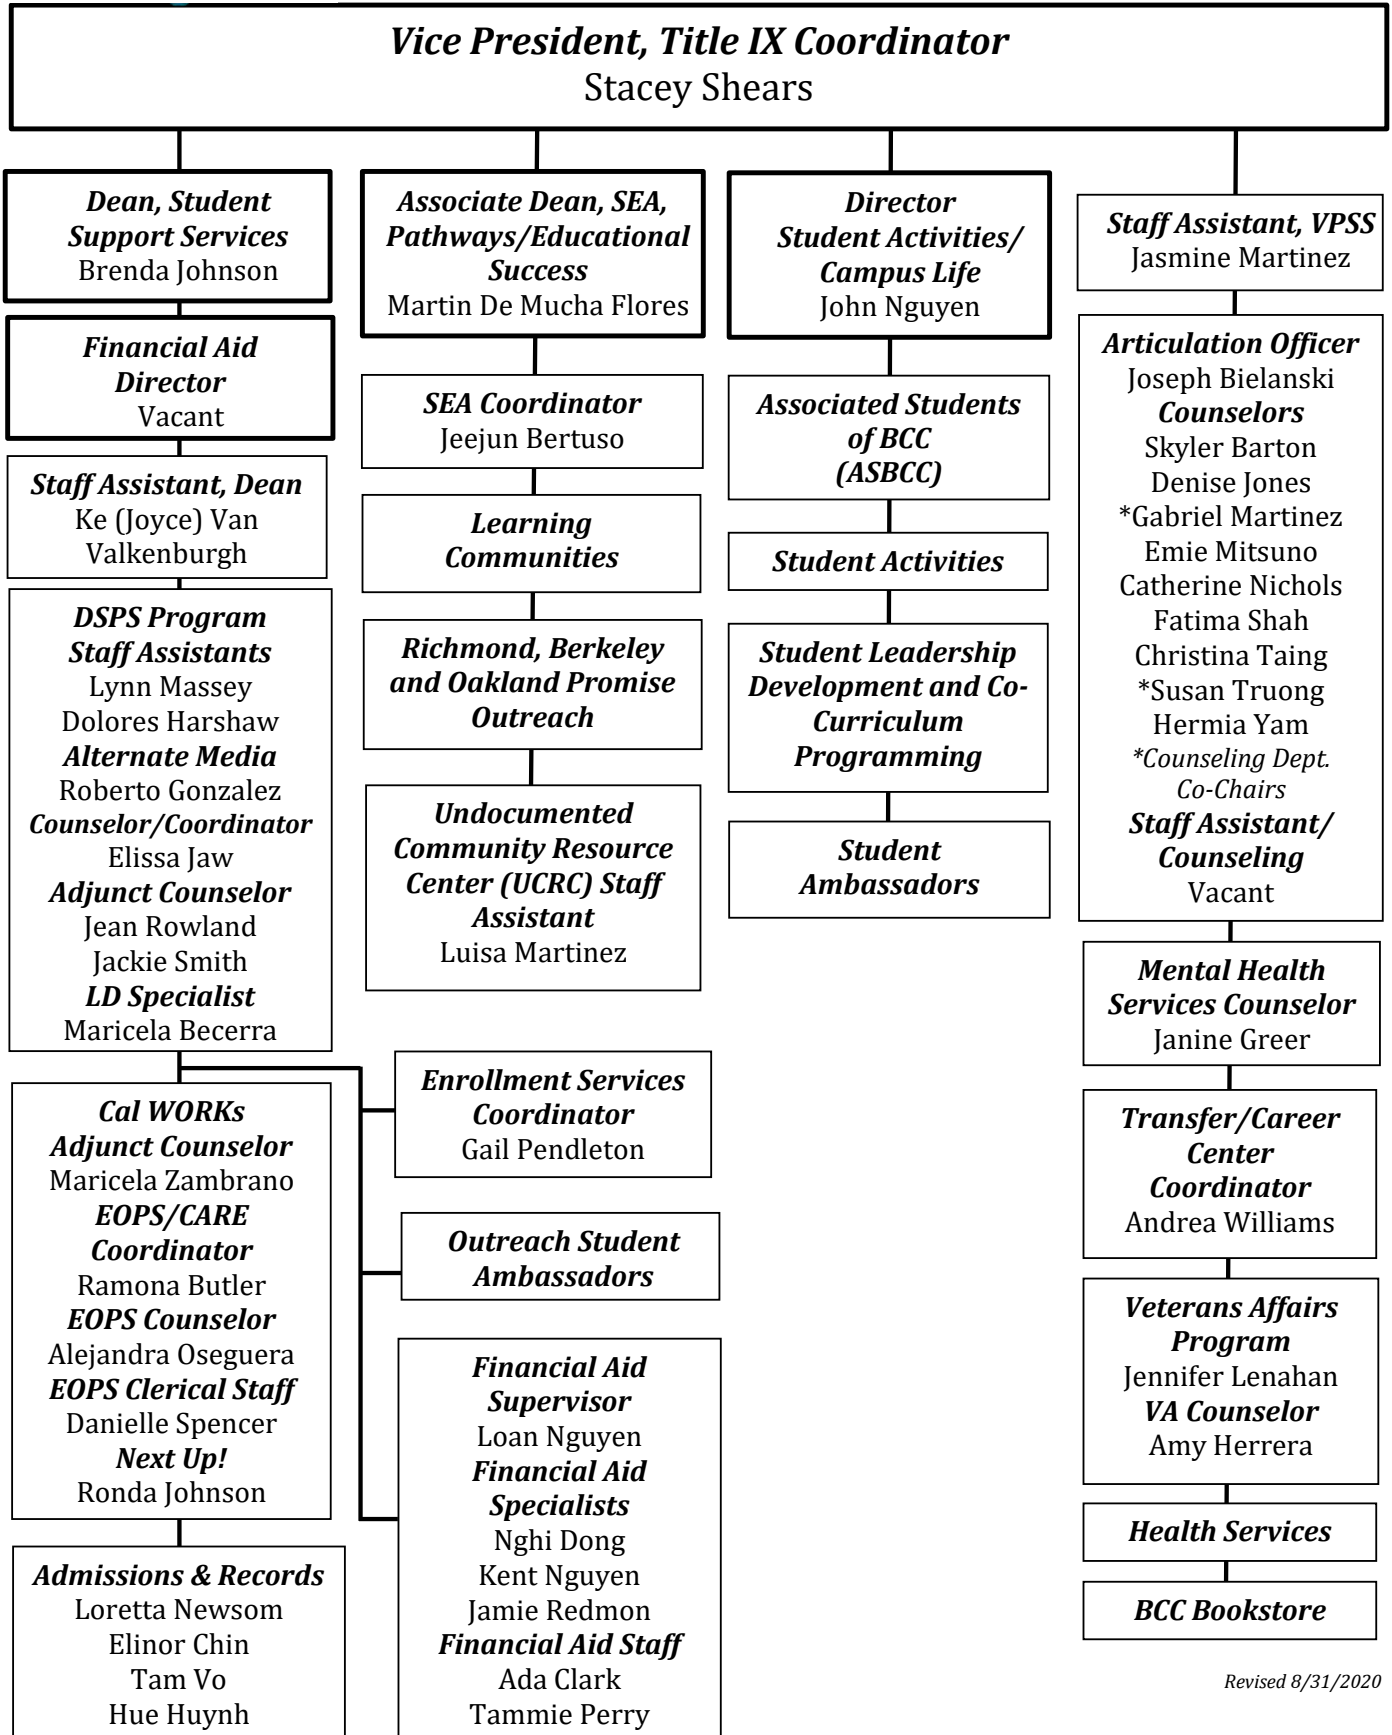 Vice President, Title IX Coordinator
Stacey Shears
Dean, Student
Support Services
Brenda Johnson
Financial Aid
Director
Vacant
Staff Assistant, Dean
Ke (Joyce) Van
Valkenburgh
DSPS Program
Staff Assistants
Lynn Massey
Dolores Harshaw
Alternate Media
Roberto Gonzalez
Counselor/Coordinator
Elissa Jaw
Adjunct Counselor
Jean Rowland
Jackie Smith
LD Specialist
Maricela Becerra
Cal WORKs
Adjunct Counselor
Maricela Zambrano
EOPS/CARE
Coordinator
Ramona Butler
EOPS Counselor
Alejandra Oseguera
EOPS Clerical Staff
Danielle Spencer
Next Up!
Ronda Johnson
Admissions & Records
Loretta Newsom
Elinor Chin
Tam Vo
Hue Huynh
Enrollment Services
Coordinator
Gail Pendleton
Outreach Student
Ambassadors
Financial Aid
Supervisor
Loan Nguyen
Financial Aid
Specialists
Nghi Dong
Kent Nguyen
Jamie Redmon
Financial Aid Staff
Ada Clark
Tammie Perry
Associate Dean, SEA,
Pathways/Educational
Success
Martin De Mucha Flores
SEA Coordinator
Jeejun Bertuso
Learning
Communities
Richmond, Berkeley
and Oakland Promise
Outreach
Undocumented
Community Resource
Center (UCRC) Staff
Assistant
Luisa Martinez
Director
Student Activities/
Campus Life
John Nguyen
Associated Students
of BCC
(ASBCC)
Student Activities
Student Leadership
Development and Co-
Curriculum
Programming
Student
Ambassadors
Staff Assistant, VPSS
Jasmine Martinez
Articulation Officer
Joseph Bielanski
Counselors
Skyler Barton
Denise Jones
*Gabriel Martinez
Emie Mitsuno
Catherine Nichols
Fatima Shah
Christina Taing
*Susan Truong
Hermia Yam
*Counseling Dept.
Co-Chairs
Staff Assistant/
Counseling
Vacant
Mental Health
Services Counselor
Janine Greer
Transfer/Career
Center
Coordinator
Andrea Williams
Veterans Affairs
Program
Jennifer Lenahan
VA Counselor
Amy Herrera
Health Services
BCC Bookstore
Revised 8/31/2020